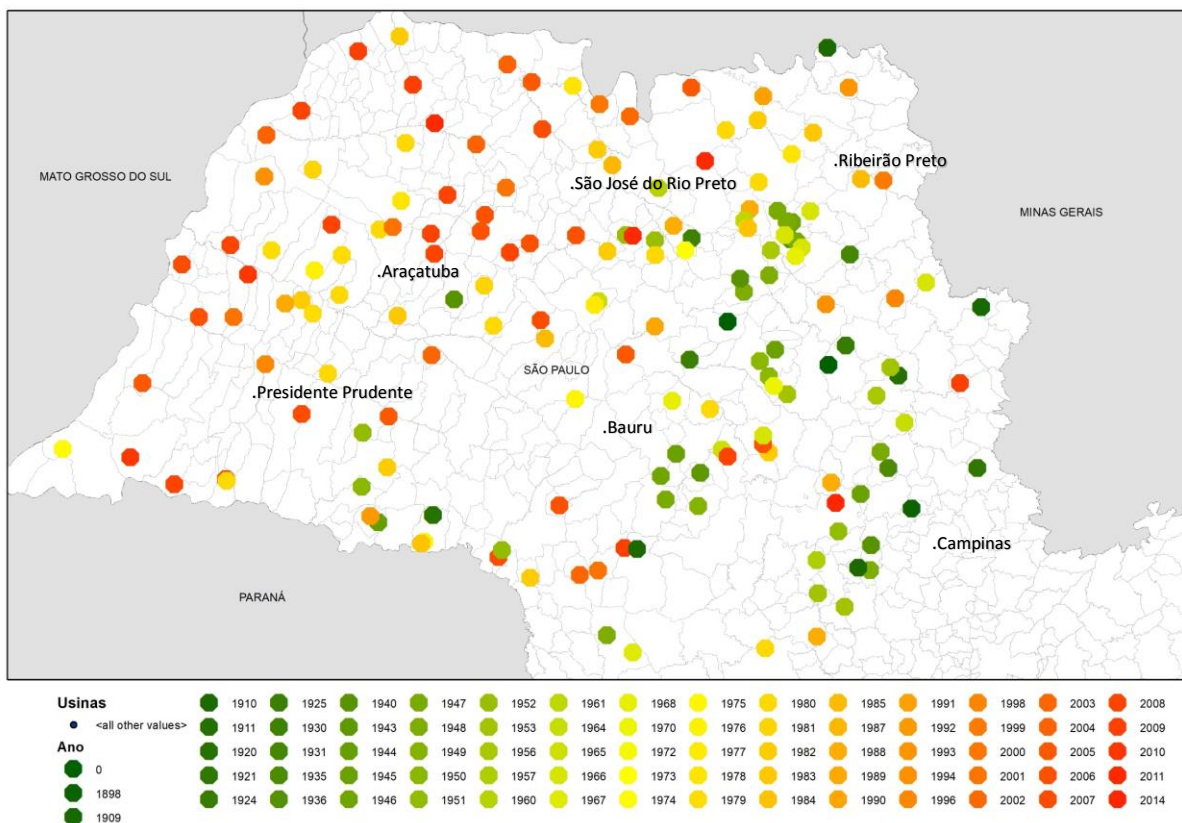 .Ribeirão Preto
MATO GROSSO DO SUL
.São José do Rio Preto
MINAS GERAIS
.Araçatuba
SÃO PAULO
.Presidente Prudente
.Bauru
.Campinas
PARANÁ
Usinas
<all other values>
Ano
0
1898
1909
1910 1925 1940 1947 1952 1961 1968 1975 1980 1985 1991 1998 2003 2008
1911 1930 1943 1948 1953 1964 1970 1976 1981 1987 1992 1999 2004 2009
1920 1931 1944 1949 1956 1965 1972 1977 1982 1988 1993 2000 2005 2010
1921 1935 1945 1950 1957 1966 1973 1978 1983 1989 1994 2001 2006 2011
1924 1936 1946 1951 1960 1967 1974 1979 1984 1990 1996 2002 2007 2014